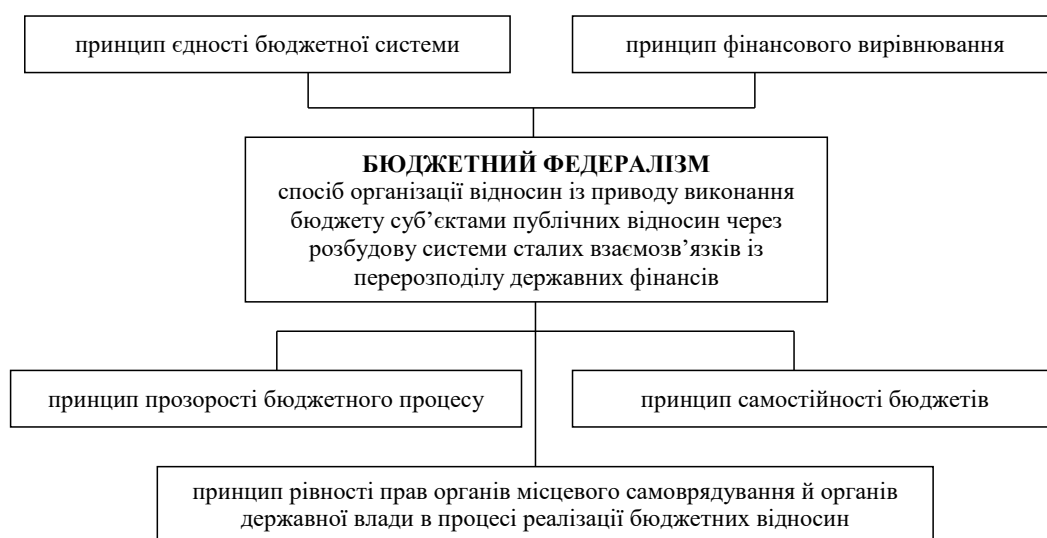 принцип єдності бюджетної системи
принцип фінансового вирівнювання
БЮДЖЕТНИЙ ФЕДЕРАЛІЗМ
спосіб організації відносин із приводу виконання
бюджету суб’єктами публічних відносин через
розбудову системи сталих взаємозв’язків із
перерозподілу державних фінансів
принцип прозорості бюджетного процесу
принцип самостійності бюджетів
принцип рівності прав органів місцевого самоврядування й органів
державної влади в процесі реалізації бюджетних відносин